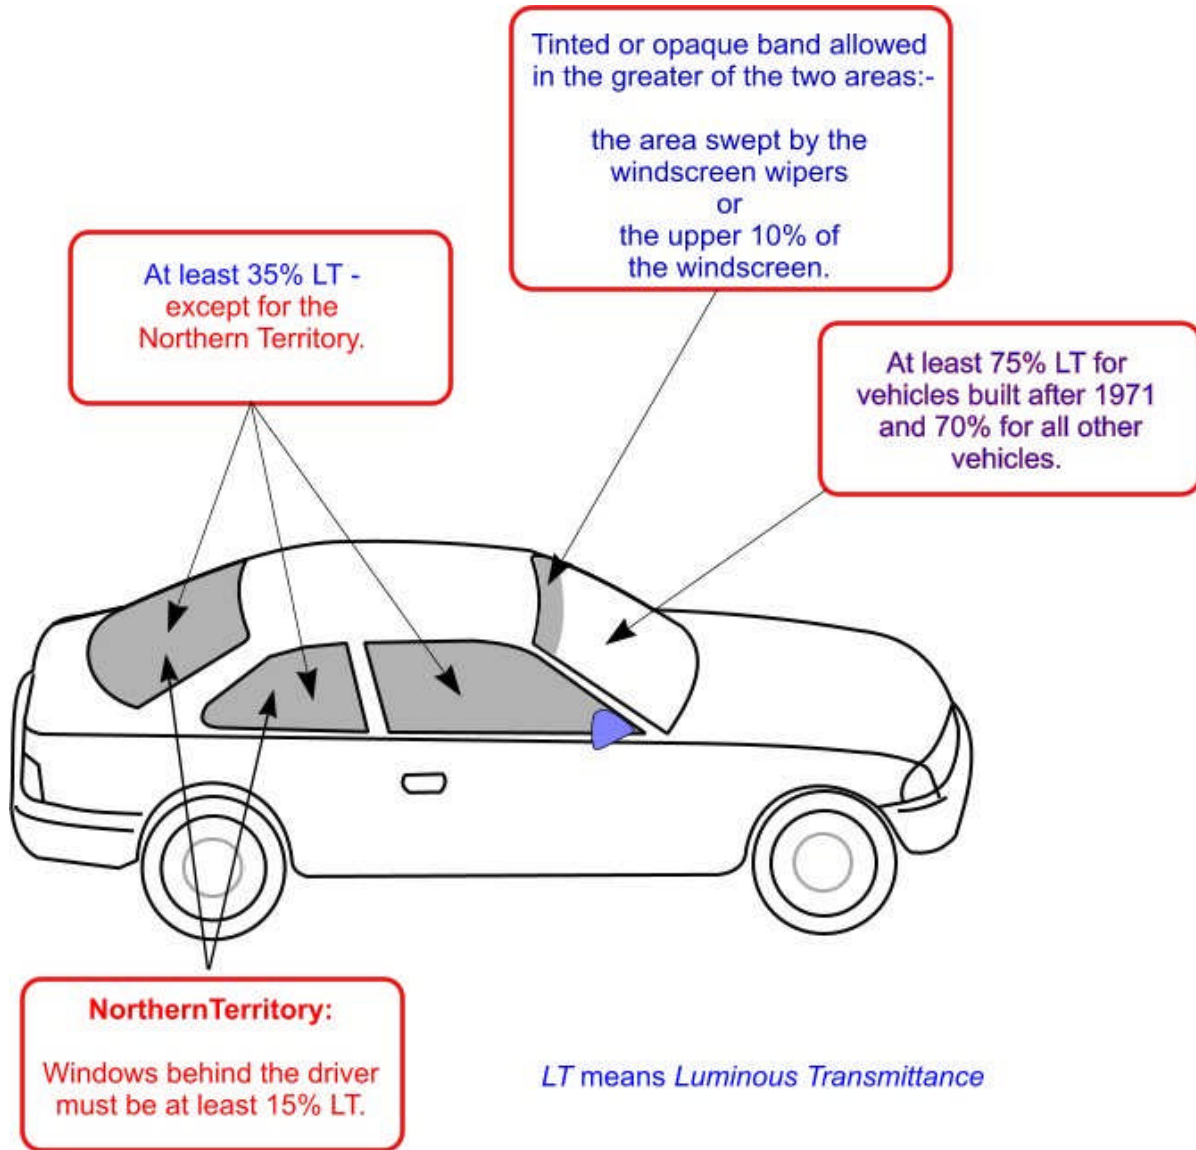 Tinted or opaque band allowed
in the greater of the two areas:-
the area swept by the
windscreen wipers
or
the upper 10% of
the windscreen.
At least 35% LT -
except for the
Northern Territory.
At least 75% LT for
vehicles built after 1971
and 70% for all other
vehicles.
NorthernTerritory:
Windows behind the driver
must be at least 15% LT.
LT means Luminous Transmittance